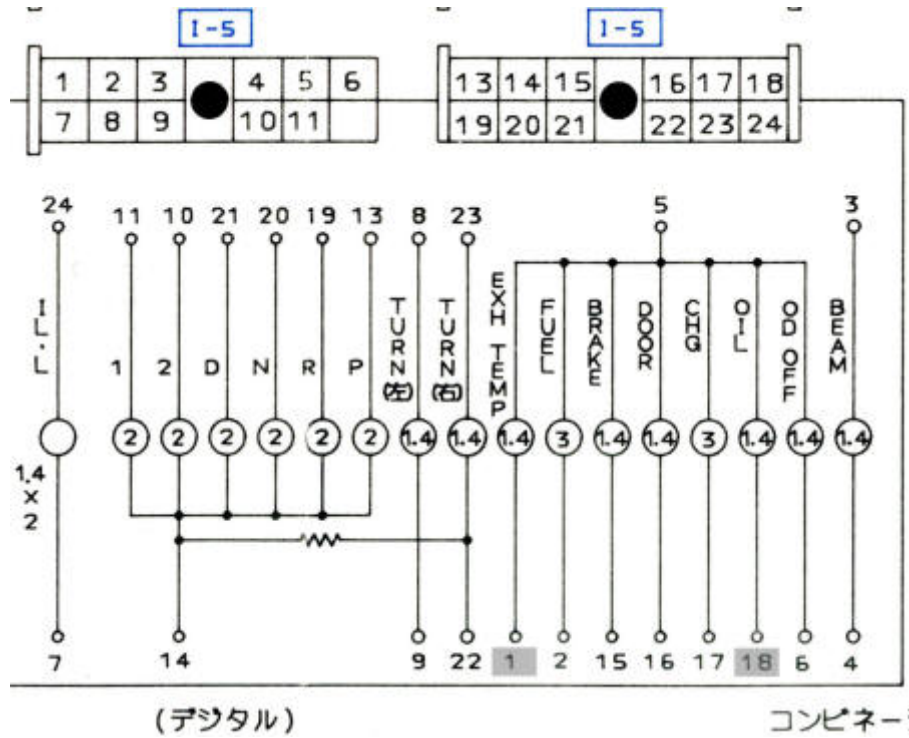 I-5 I-5
1 2 3 4 5 6 13 14 15 16 17 18
7 8 9 10 11 19 20 21 22 23 24
24 11 10 21 20 19 13 8 23 5 3
ILL.L 1 2 D N R P TURN(左) TURN(右) EXH TEMP FUEL BRAKE DOOR CHG OIL OD OFF BEAM
2 2 2 2 2 2 1.4 1.4 1.4 3 1.4 1.4 3 1.4 1.4 1.4
1.4×2
7 14 9 22 1 2 15 16 17 18 6 4
(デジタル) コンビネー